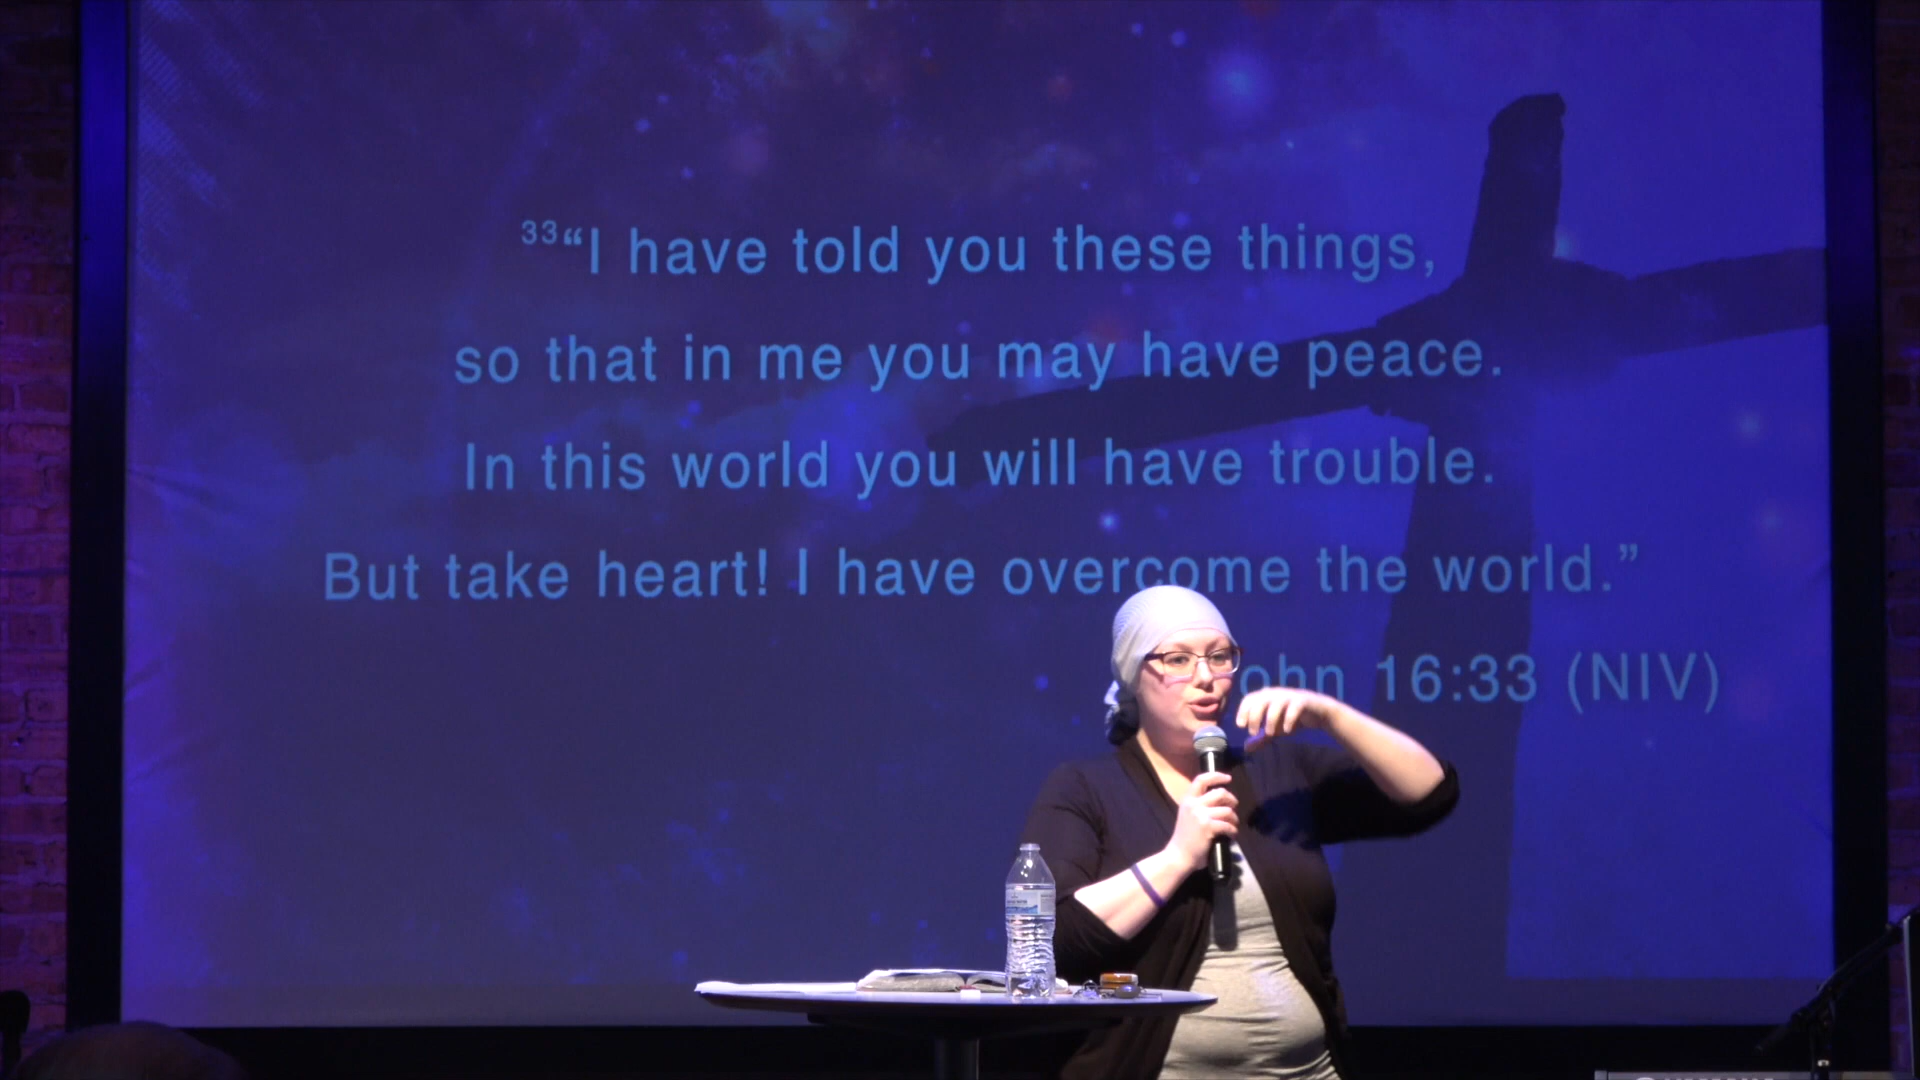 ³³“I have told you these things,
so that in me you may have peace.
In this world you will have trouble.
But take heart! I have overcome the world.”
ohn 16:33 (NIV)